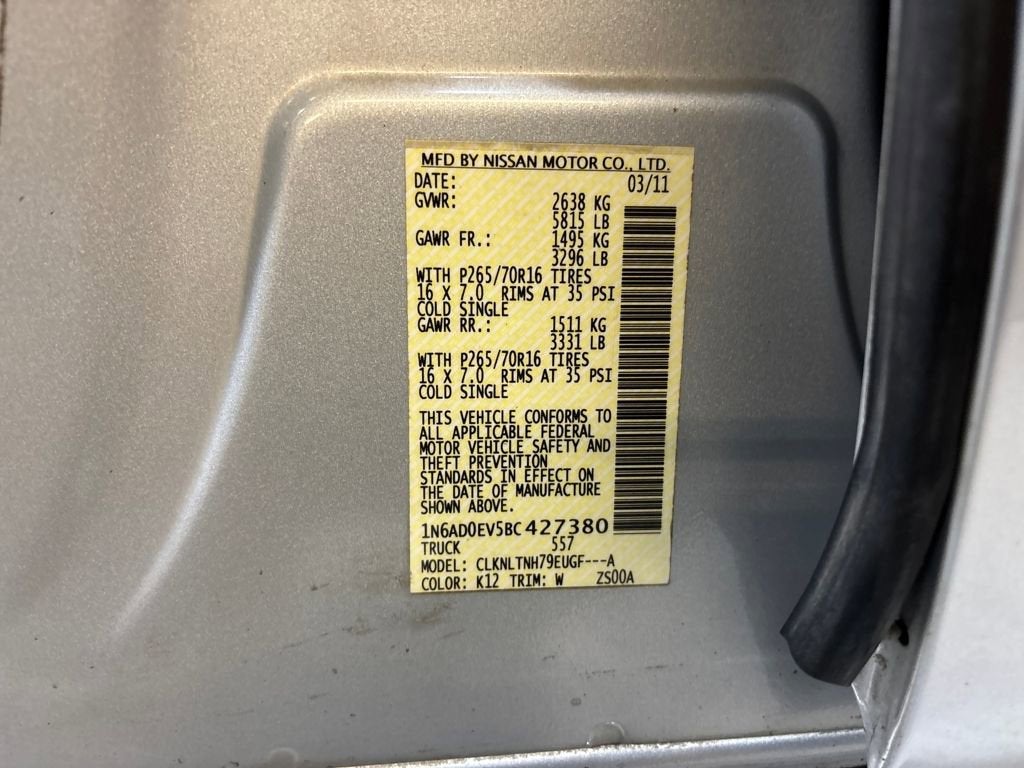 MFD BY NISSAN MOTOR CO., LTD.
DATE: 03/11
GVWR: 2638 KG
5815 LB
GAWR FR.: 1495 KG
3296 LB
WITH P265/70R16 TIRES
16 X 7.0 RIMS AT 35 PSI
COLD SINGLE
GAWR RR.: 1511 KG
3331 LB
WITH P265/70R16 TIRES
16 X 7.0 RIMS AT 35 PSI
COLD SINGLE
THIS VEHICLE CONFORMS TO
ALL APPLICABLE FEDERAL
MOTOR VEHICLE SAFETY AND
THEFT PREVENTION
STANDARDS IN EFFECT ON
THE DATE OF MANUFACTURE
SHOWN ABOVE.
1N6AD0EV5BC427380
TRUCK 557
MODEL: CLKNLTNH79EUGF---A
COLOR: K12 TRIM: W ZS00A